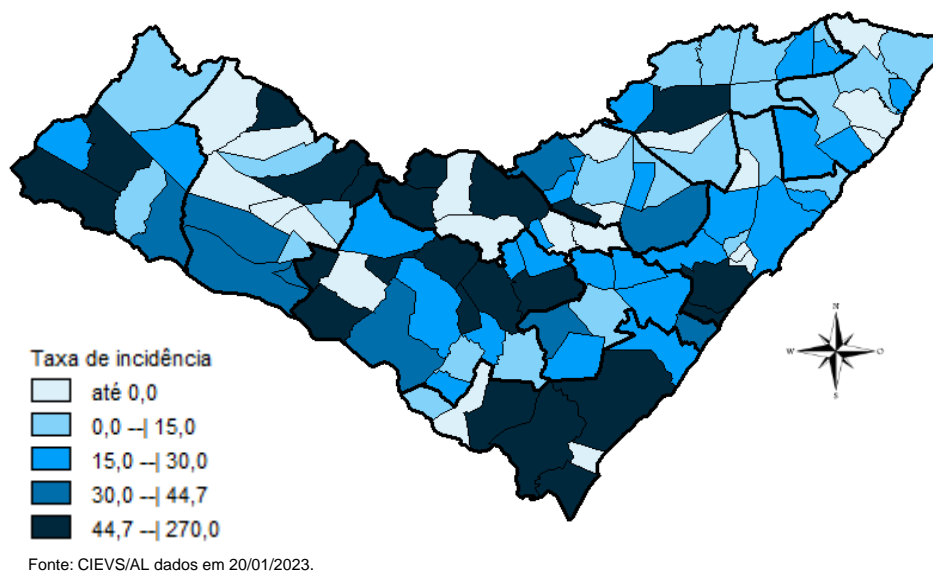 N
W
O
S
Taxa de incidência
até 0,0
0,0 --| 15,0
15,0 --| 30,0
30,0 --| 44,7
44,7 --| 270,0
Fonte: CIEVS/AL dados em 20/01/2023.